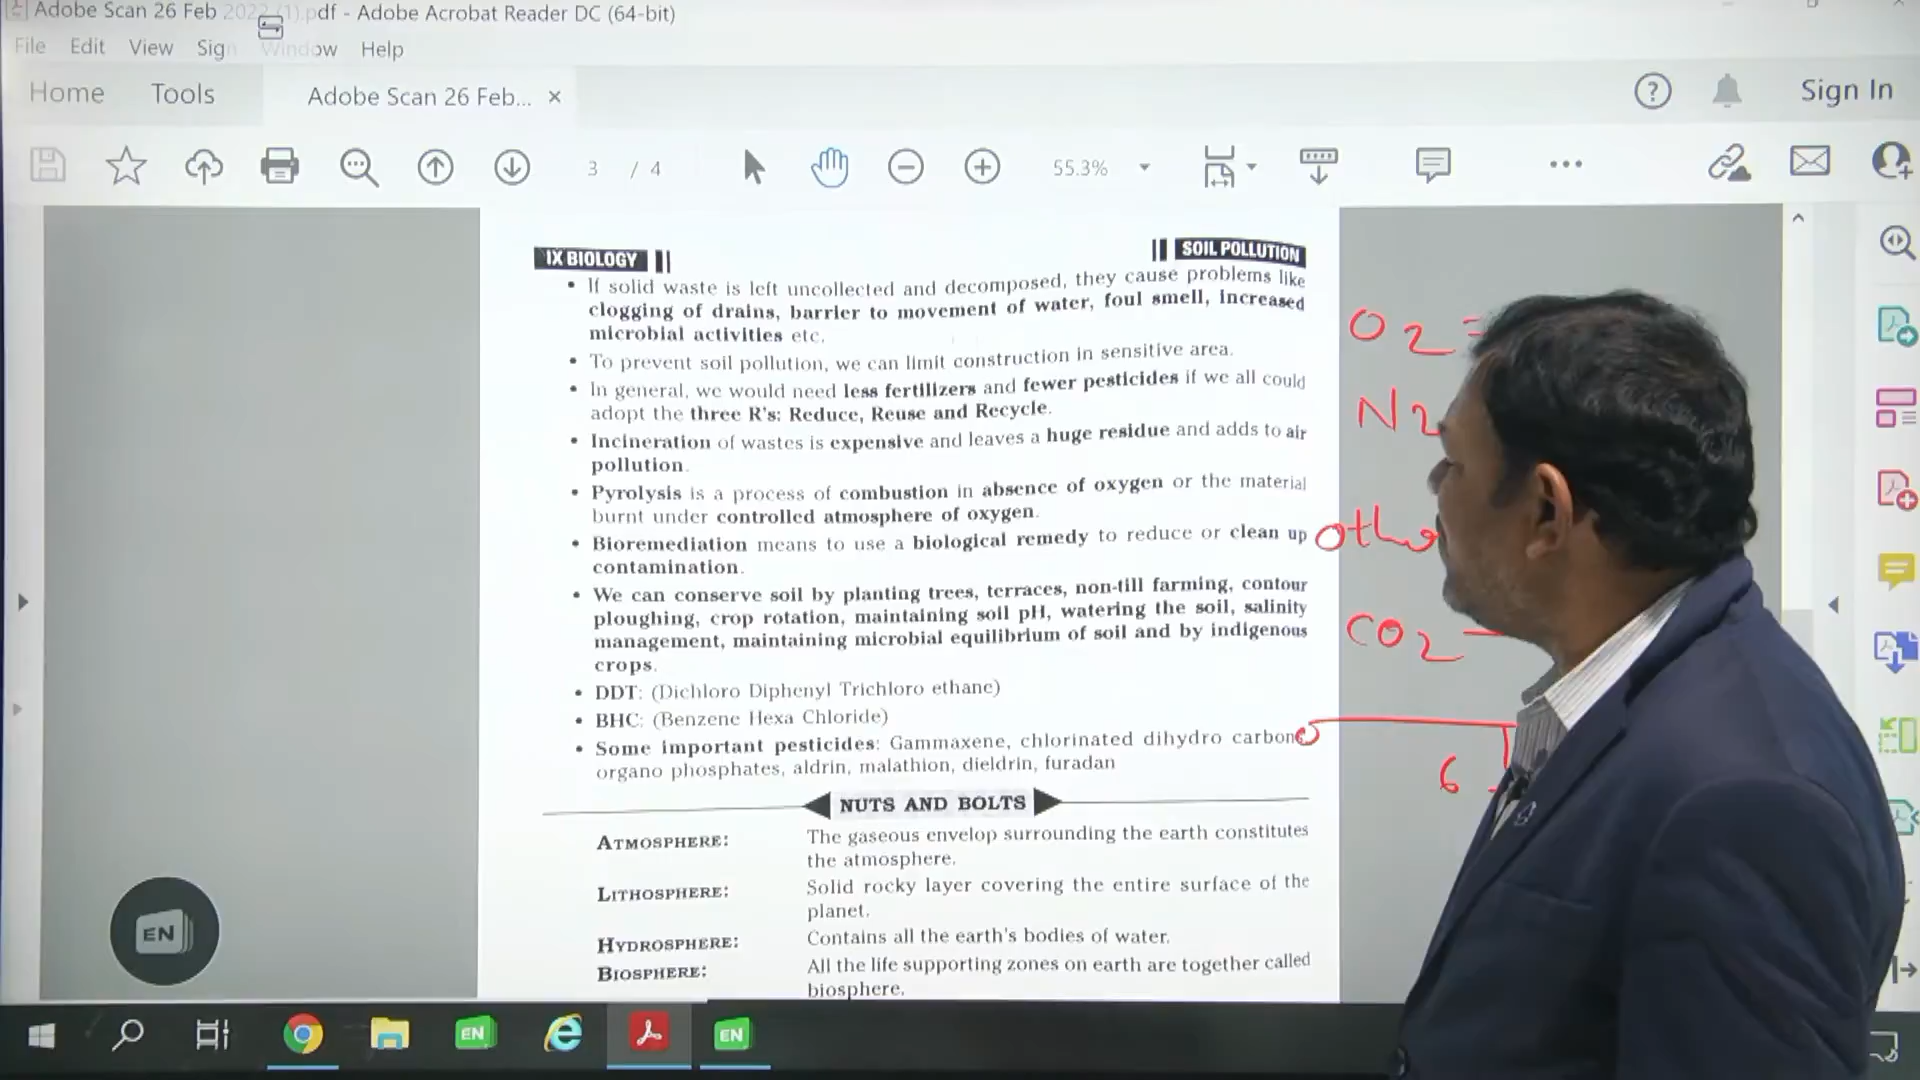 Adobe Scan 26 Feb 2022 (1).pdf - Adobe Acrobat Reader DC (64-bit)
File Edit View Sign Window Help
Home Tools Adobe Scan 26 Feb... × Sign In
3 / 4 55.3%
IX BIOLOGY SOIL POLLUTION
• If solid waste is left uncollected and decomposed, they cause problems like
clogging of drains, barrier to movement of water, foul smell, increased
microbial activities etc.
• To prevent soil pollution, we can limit construction in sensitive area.
• In general, we would need less fertilizers and fewer pesticides if we all could
adopt the three R's: Reduce, Reuse and Recycle.
• Incineration of wastes is expensive and leaves a huge residue and adds to air
pollution.
• Pyrolysis is a process of combustion in absence of oxygen or the material
burnt under controlled atmosphere of oxygen.
• Bioremediation means to use a biological remedy to reduce or clean up
contamination.
• We can conserve soil by planting trees, terraces, non-till farming, contour
ploughing, crop rotation, maintaining soil pH, watering the soil, salinity
management, maintaining microbial equilibrium of soil and by indigenous
crops.
• DDT: (Dichloro Diphenyl Trichloro ethane)
• BHC: (Benzene Hexa Chloride)
• Some important pesticides: Gammaxene, chlorinated dihydro
organo phosphates, aldrin, malathion, dieldrin, furadan
NUTS AND BOLTS
ATMOSPHERE: The gaseous envelop surrounding the earth constitutes
the atmosphere.
LITHOSPHERE: Solid rocky layer covering the entire surface of the
planet.
HYDROSPHERE: Contains all the earth's bodies of water.
BIOSPHERE: All the life supporting zones on earth are together called
biosphere.
O2 =
N2
CO2 -
6
EN
EN
EN